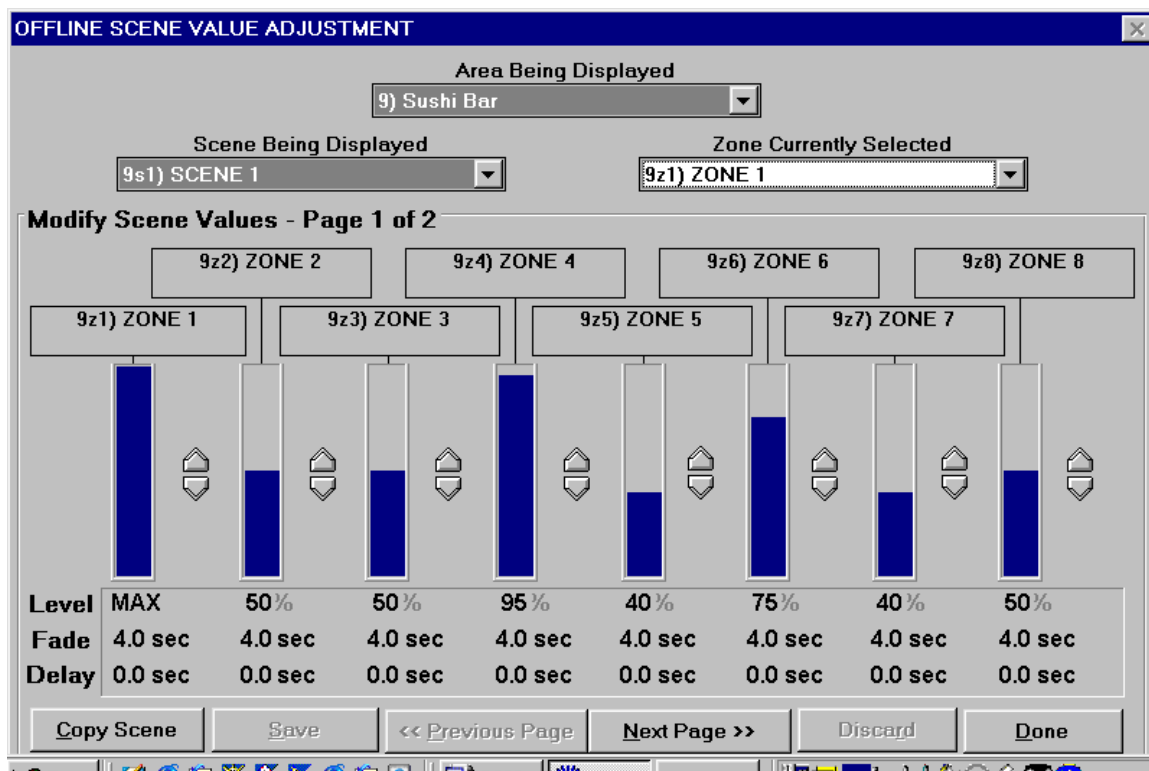 OFFLINE SCENE VALUE ADJUSTMENT
Area Being Displayed
9) Sushi Bar
Scene Being Displayed
Zone Currently Selected
9s1) SCENE 1
9z1) ZONE 1
Modify Scene Values - Page 1 of 2
9z2) ZONE 2
9z4) ZONE 4
9z6) ZONE 6
9z8) ZONE 8
9z1) ZONE 1
9z3) ZONE 3
9z5) ZONE 5
9z7) ZONE 7
Level MAX 50% 50% 95% 40% 75% 40% 50%
Fade 4.0 sec 4.0 sec 4.0 sec 4.0 sec 4.0 sec 4.0 sec 4.0 sec 4.0 sec
Delay 0.0 sec 0.0 sec 0.0 sec 0.0 sec 0.0 sec 0.0 sec 0.0 sec 0.0 sec
Copy Scene
Save
<< Previous Page
Next Page >>
Discard
Done